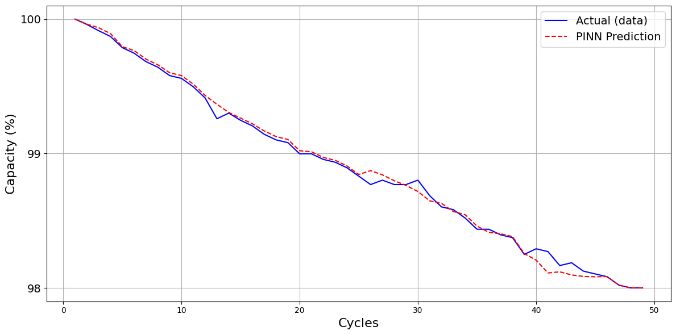 Actual (data)
PINN Prediction
Capacity (%)
100
99
98
0 10 20 30 40 50
Cycles